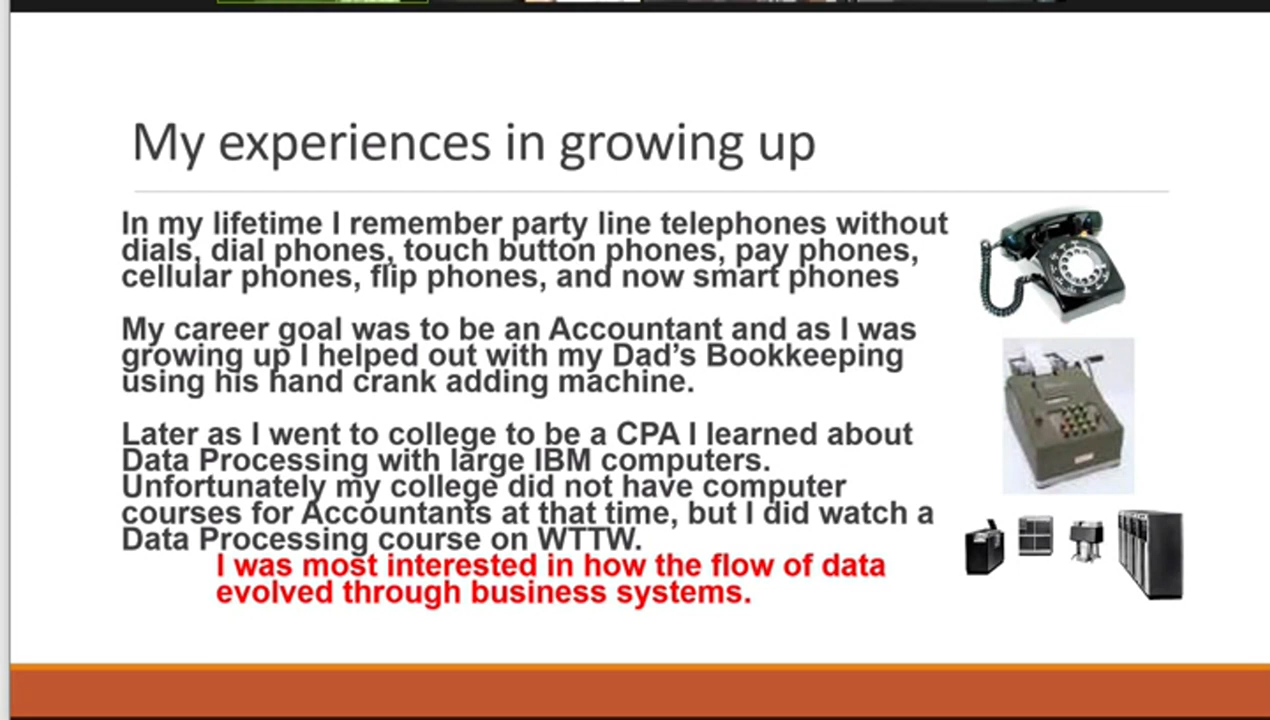 My experiences in growing up
In my lifetime I remember party line telephones without
dials, dial phones, touch button phones, pay phones,
cellular phones, flip phones, and now smart phones
My career goal was to be an Accountant and as I was
growing up I helped out with my Dad’s Bookkeeping
using his hand crank adding machine.
Later as I went to college to be a CPA I learned about
Data Processing with large IBM computers.
Unfortunately my college did not have computer
courses for Accountants at that time, but I did watch a
Data Processing course on WTTW.
I was most interested in how the flow of data
evolved through business systems.